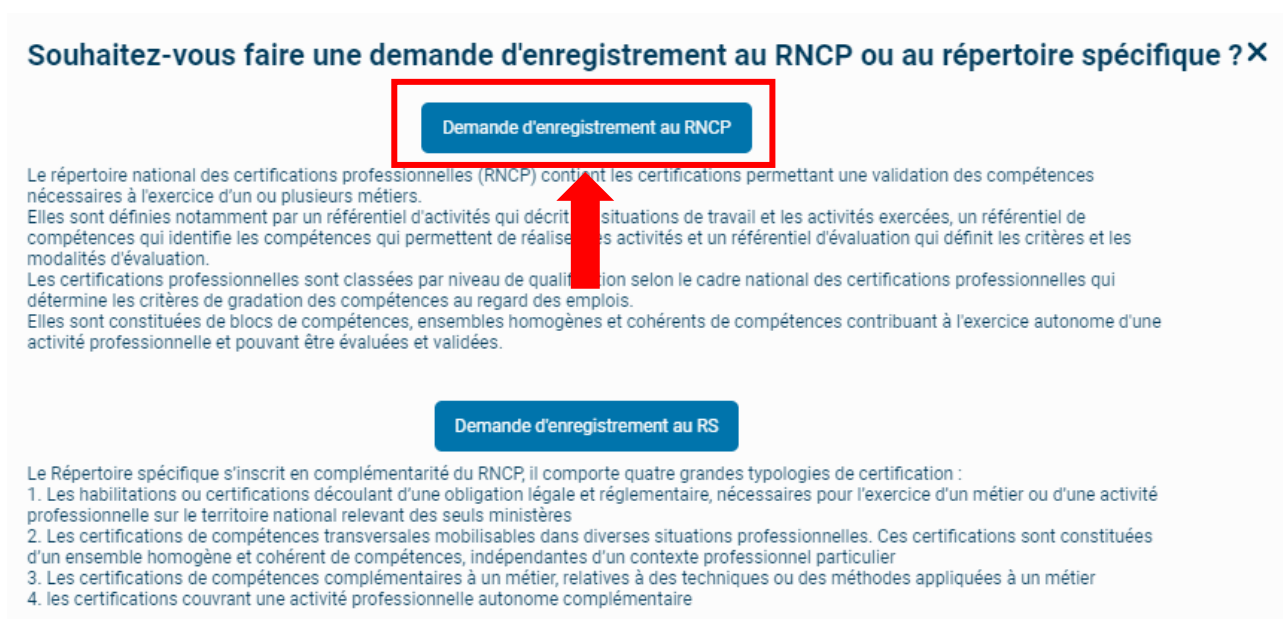 Souhaitez-vous faire une demande d'enregistrement au RNCP ou au répertoire spécifique ? ✕
Demande d'enregistrement au RNCP
Le répertoire national des certifications professionnelles (RNCP) contient les certifications permettant une validation des compétences
nécessaires à l'exercice d'un ou plusieurs métiers.
Elles sont définies notamment par un référentiel d'activités qui décrit situations de travail et les activités exercées, un référentiel de
compétences qui identifie les compétences qui permettent de réaliser activités et un référentiel d'évaluation qui définit les critères et les
modalités d'évaluation.
Les certifications professionnelles sont classées par niveau de qualification selon le cadre national des certifications professionnelles qui
détermine les critères de gradation des compétences au regard des emplois.
Elles sont constituées de blocs de compétences, ensembles homogènes et cohérents de compétences contribuant à l'exercice autonome d'une
activité professionnelle et pouvant être évaluées et validées.
Demande d'enregistrement au RS
Le Répertoire spécifique s'inscrit en complémentarité du RNCP, il comporte quatre grandes typologies de certification :
1. Les habilitations ou certifications découlant d'une obligation légale et réglementaire, nécessaires pour l'exercice d'un métier ou d'une activité
professionnelle sur le territoire national relevant des seuls ministères
2. Les certifications de compétences transversales mobilisables dans diverses situations professionnelles. Ces certifications sont constituées
d'un ensemble homogène et cohérent de compétences, indépendantes d'un contexte professionnel particulier
3. Les certifications de compétences complémentaires à un métier, relatives à des techniques ou des méthodes appliquées à un métier
4. les certifications couvrant une activité professionnelle autonome complémentaire